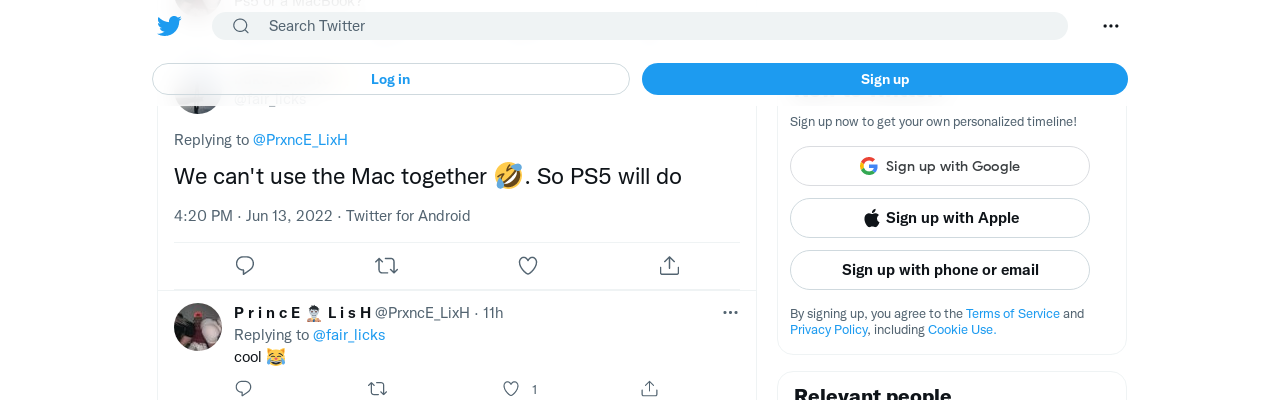 Ps5 or a MacBook?
Search Twitter
Log in
Sign up
@fair_licks
Replying to @PrxncE_LixH
We can't use the Mac together 🤣. So PS5 will do
4:20 PM · Jun 13, 2022 · Twitter for Android
P r i n c E 👨🏻‍⚕️ L i s H @PrxncE_LixH · 11h
Replying to @fair_licks
cool 😹
1
Sign up now to get your own personalized timeline!
Sign up with Google
Sign up with Apple
Sign up with phone or email
By signing up, you agree to the Terms of Service and
Privacy Policy, including Cookie Use.
Relevant people